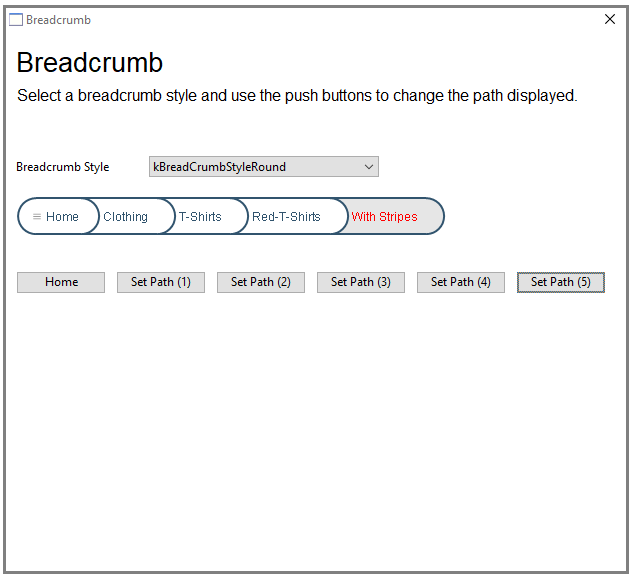 Breadcrumb
Breadcrumb
Select a breadcrumb style and use the push buttons to change the path displayed.
Breadcrumb Style kBreadCrumbStyleRound
Home Clothing T-Shirts Red-T-Shirts With Stripes
Home Set Path (1) Set Path (2) Set Path (3) Set Path (4) Set Path (5)